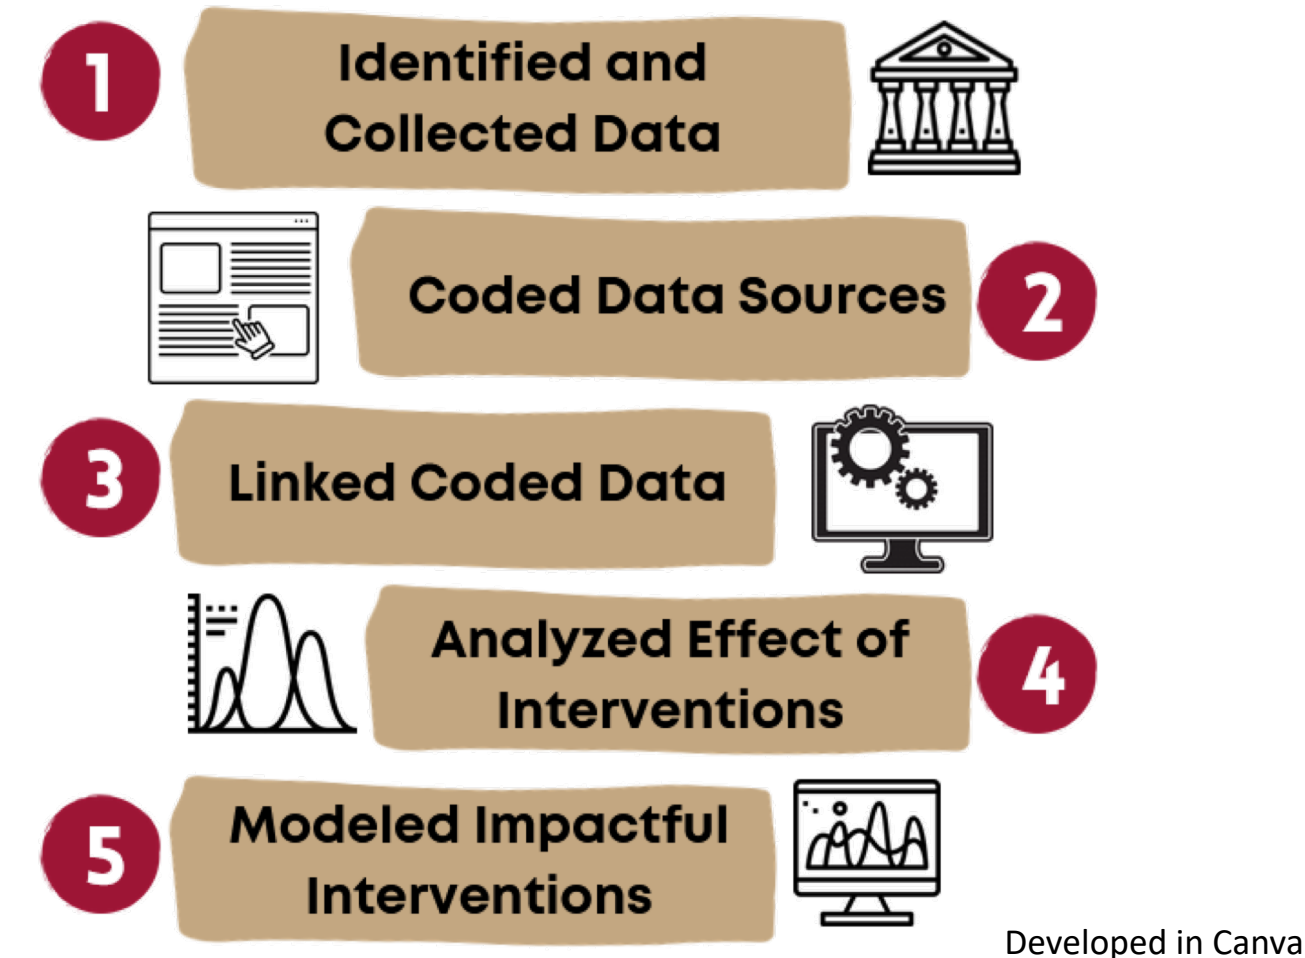 1
Identified and
Collected Data
Coded Data Sources
2
3
Linked Coded Data
Analyzed Effect of
Interventions
4
5
Modeled Impactful
Interventions
Developed in Canva